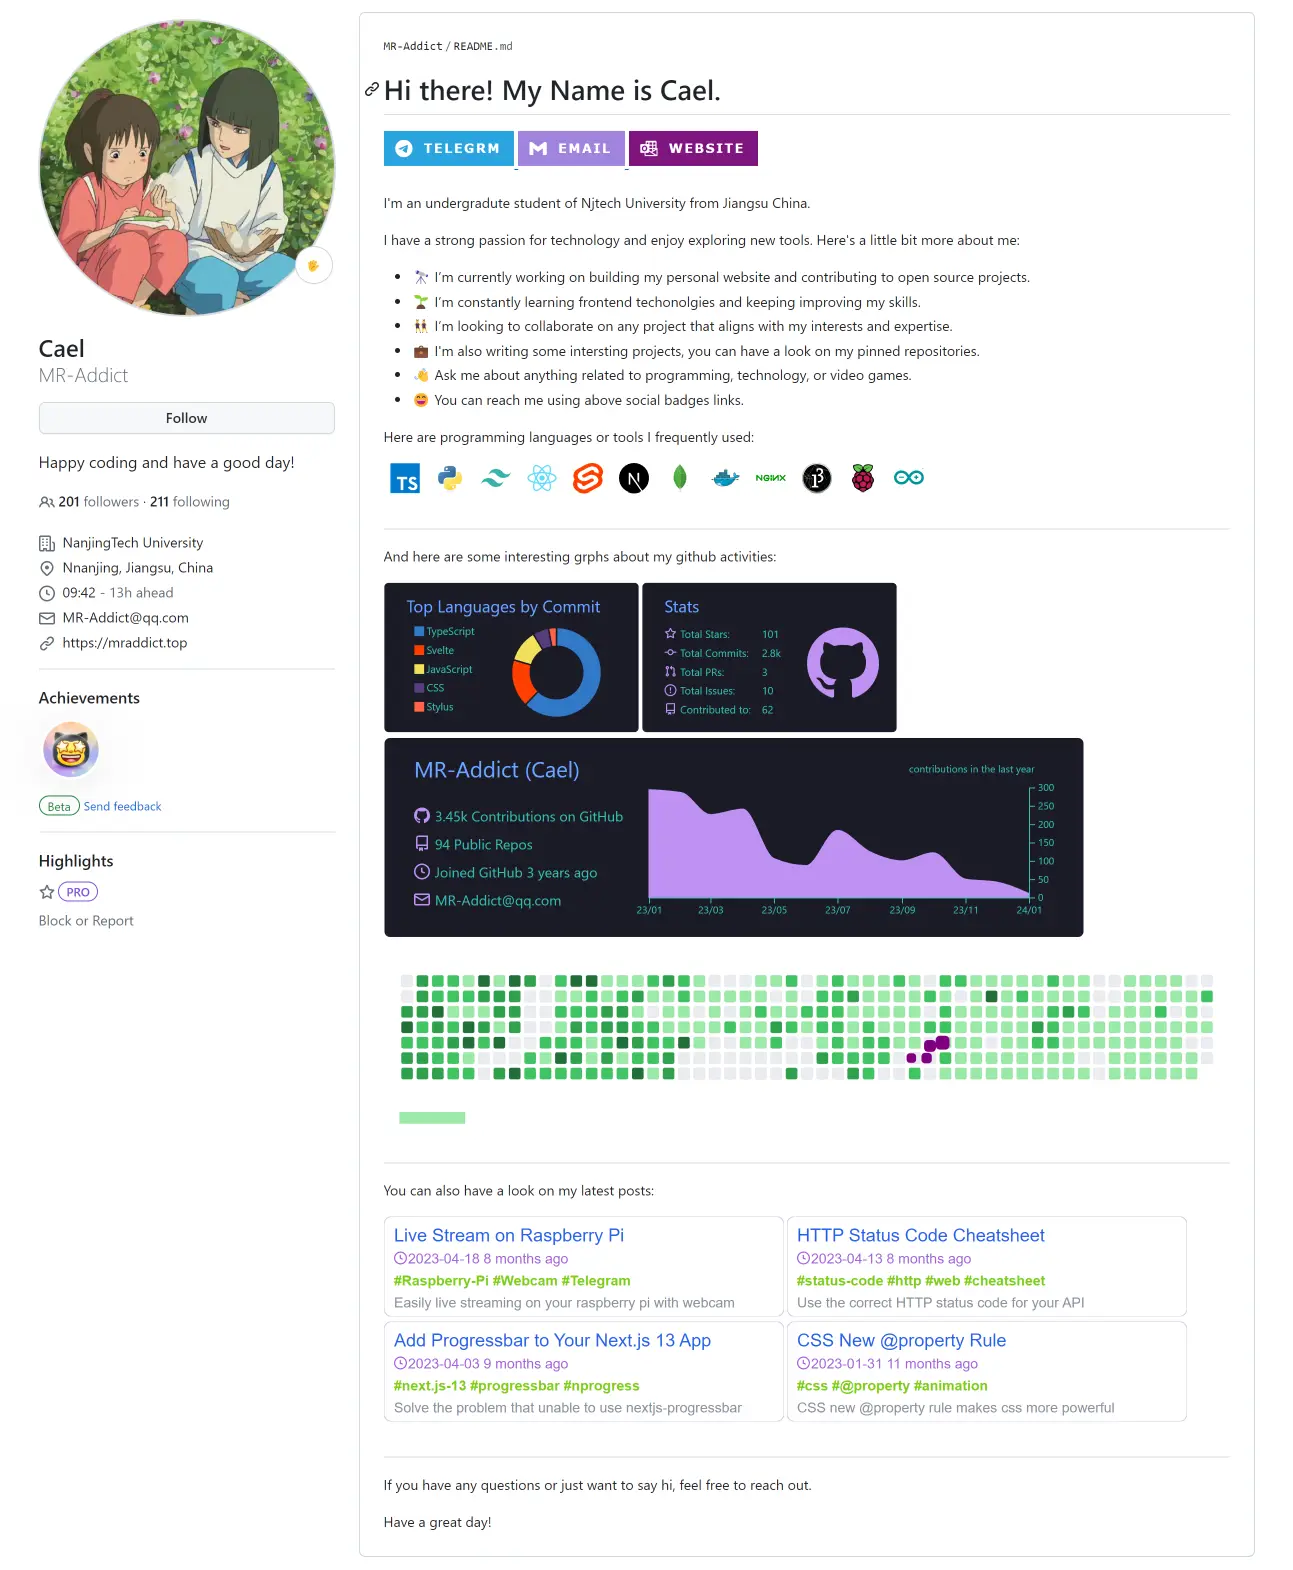 Cael
MR-Addict
Follow
Happy coding and have a good day!
201 followers · 211 following
NanjingTech University
Nnanjing, Jiangsu, China
09:42 - 13h ahead
MR-Addict@qq.com
https://mraddict.top
Achievements
Beta Send feedback
Highlights
PRO
Block or Report
MR-Addict / README.md
Hi there! My Name is Cael.
TELEGRM EMAIL WEBSITE
I'm an undergradute student of Njtech University from Jiangsu China.
I have a strong passion for technology and enjoy exploring new tools. Here's a little bit more about me:
I'm currently working on building my personal website and contributing to open source projects.
I'm constantly learning frontend techonolgies and keeping improving my skills.
I'm looking to collaborate on any project that aligns with my interests and expertise.
I'm also writing some intersting projects, you can have a look on my pinned repositories.
Ask me about anything related to programming, technology, or video games.
You can reach me using above social badges links.
Here are programming languages or tools I frequently used:
TS N NGINX
And here are some interesting grphs about my github activities:
Top Languages by Commit
TypeScript
Svelte
JavaScript
CSS
Stylus
Stats
Total Stars: 101
Total Commits: 2.8k
Total PRs: 3
Total Issues: 10
Contributed to: 62
MR-Addict (Cael)
3.45k Contributions on GitHub
94 Public Repos
Joined GitHub 3 years ago
MR-Addict@qq.com
contributions in the last year
300
250
200
150
100
50
0
23/01 23/03 23/05 23/07 23/09 23/11 24/01
You can also have a look on my latest posts:
Live Stream on Raspberry Pi
2023-04-18 8 months ago
#Raspberry-Pi #Webcam #Telegram
Easily live streaming on your raspberry pi with webcam
HTTP Status Code Cheatsheet
2023-04-13 8 months ago
#status-code #http #web #cheatsheet
Use the correct HTTP status code for your API
Add Progressbar to Your Next.js 13 App
2023-04-03 9 months ago
#next.js-13 #progressbar #nprogress
Solve the problem that unable to use nextjs-progressbar
CSS New @property Rule
2023-01-31 11 months ago
#css #@property #animation
CSS new @property rule makes css more powerful
If you have any questions or just want to say hi, feel free to reach out.
Have a great day!